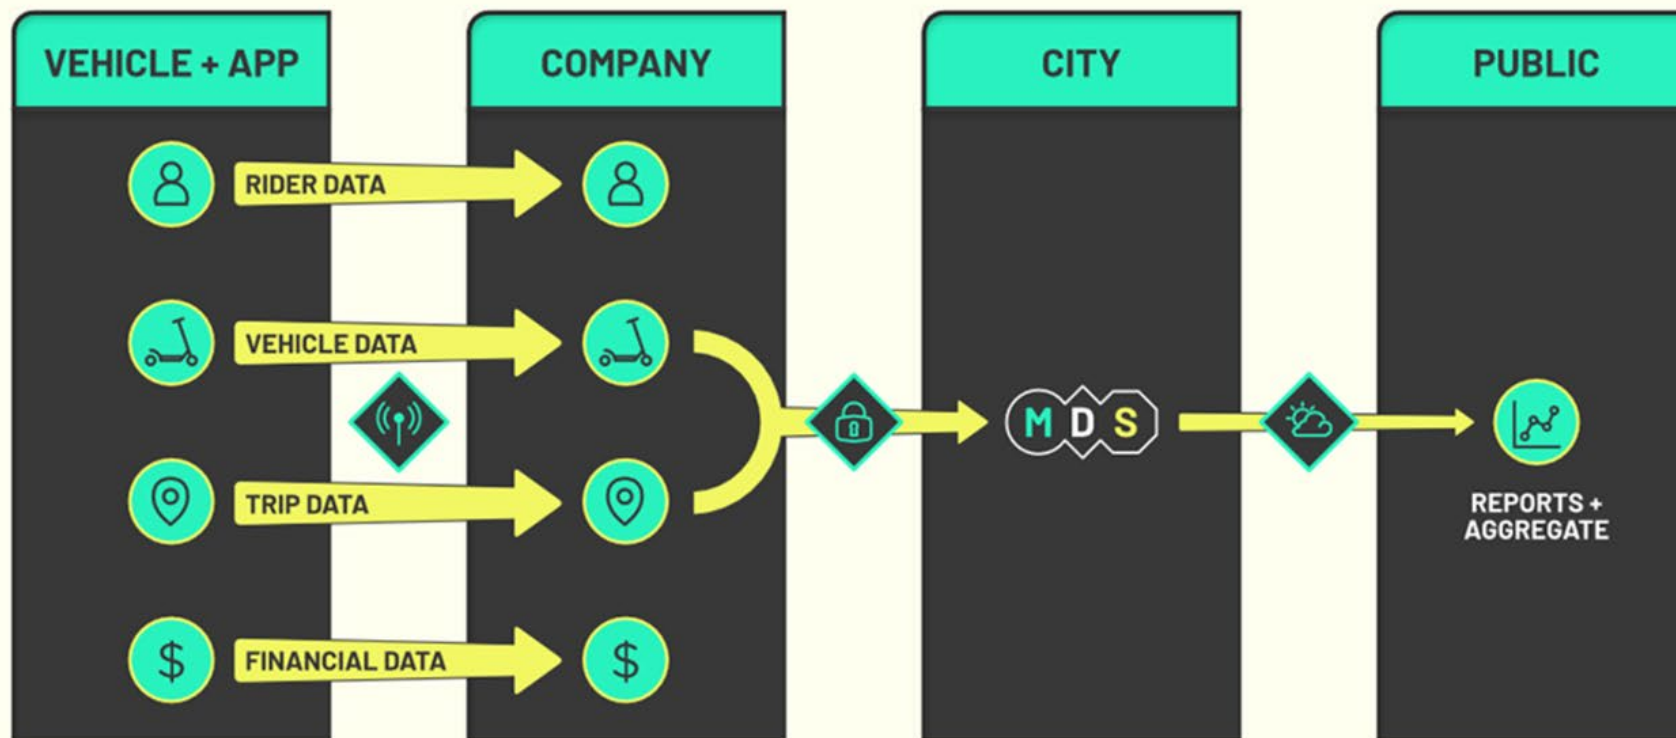 VEHICLE + APP
COMPANY
CITY
PUBLIC
RIDER DATA
VEHICLE DATA
TRIP DATA
FINANCIAL DATA
$
$
MDS
REPORTS +
AGGREGATE